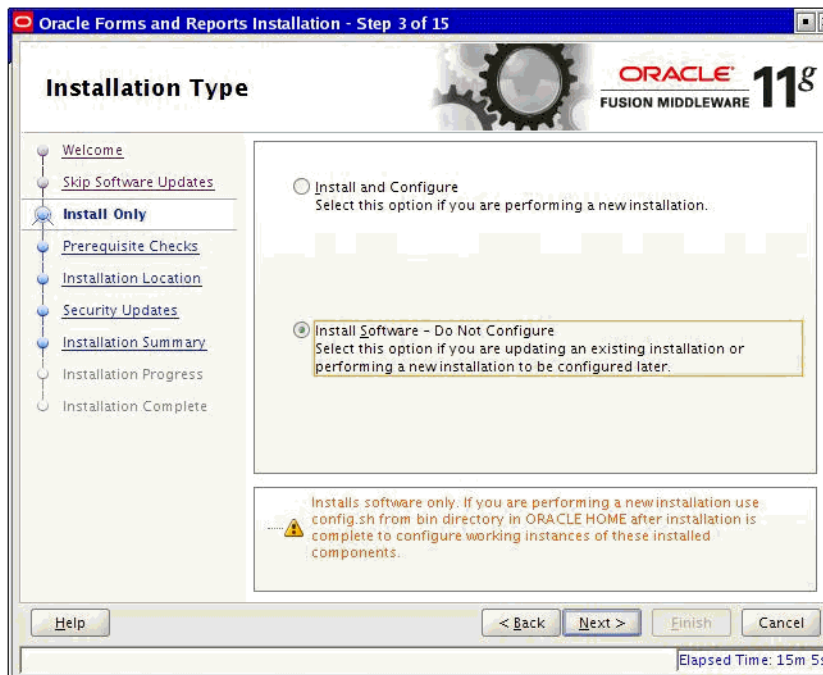 Oracle Forms and Reports Installation - Step 3 of 15
Installation Type
ORACLE
FUSION MIDDLEWARE 11g
Welcome
Skip Software Updates
Install Only
Prerequisite Checks
Installation Location
Security Updates
Installation Summary
Installation Progress
Installation Complete
Install and Configure
Select this option if you are performing a new installation.
Install Software - Do Not Configure
Select this option if you are updating an existing installation or
performing a new installation to be configured later.
Installs software only. If you are performing a new installation use
config.sh from bin directory in ORACLE HOME after installation is
complete to configure working instances of these installed
components.
Help
< Back
Next >
Finish
Cancel
Elapsed Time: 15m 5s